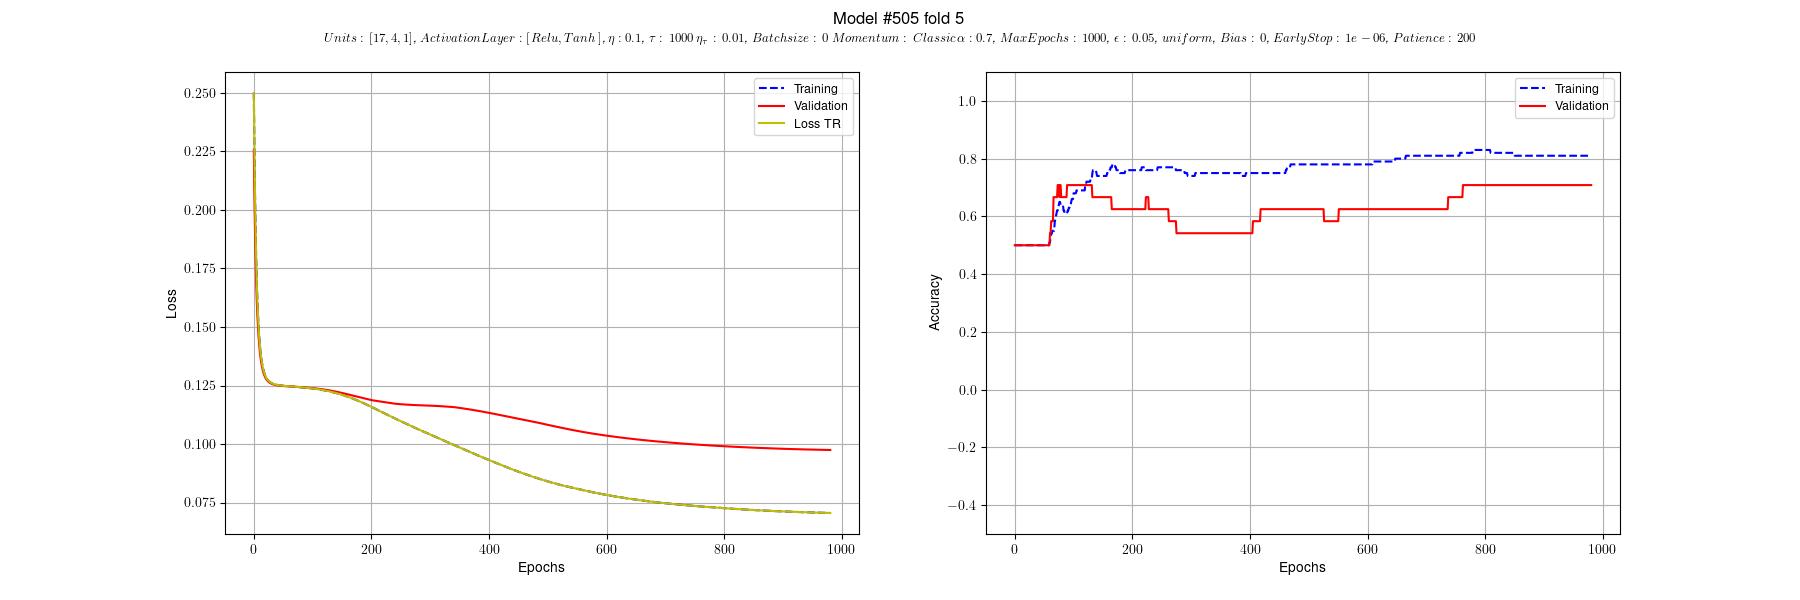 Model #505 fold 5
Units : [17, 4, 1], ActivationLayer : [Relu, Tanh], η : 0.1, τ : 1000 η_τ : 0.01, Batchsize : 0 Momentum : Classicα : 0.7, MaxEpochs : 1000, ϵ : 0.05, uniform, Bias : 0, EarlyStop : 1e − 06, Patience : 200
0.250
0.225
0.200
0.175
0.150
0.125
0.100
0.075
Loss
0 200 400 600 800 1000
Epochs
Training
Validation
Loss TR
1.0
0.8
0.6
0.4
0.2
0.0
−0.2
−0.4
Accuracy
0 200 400 600 800 1000
Epochs
Training
Validation